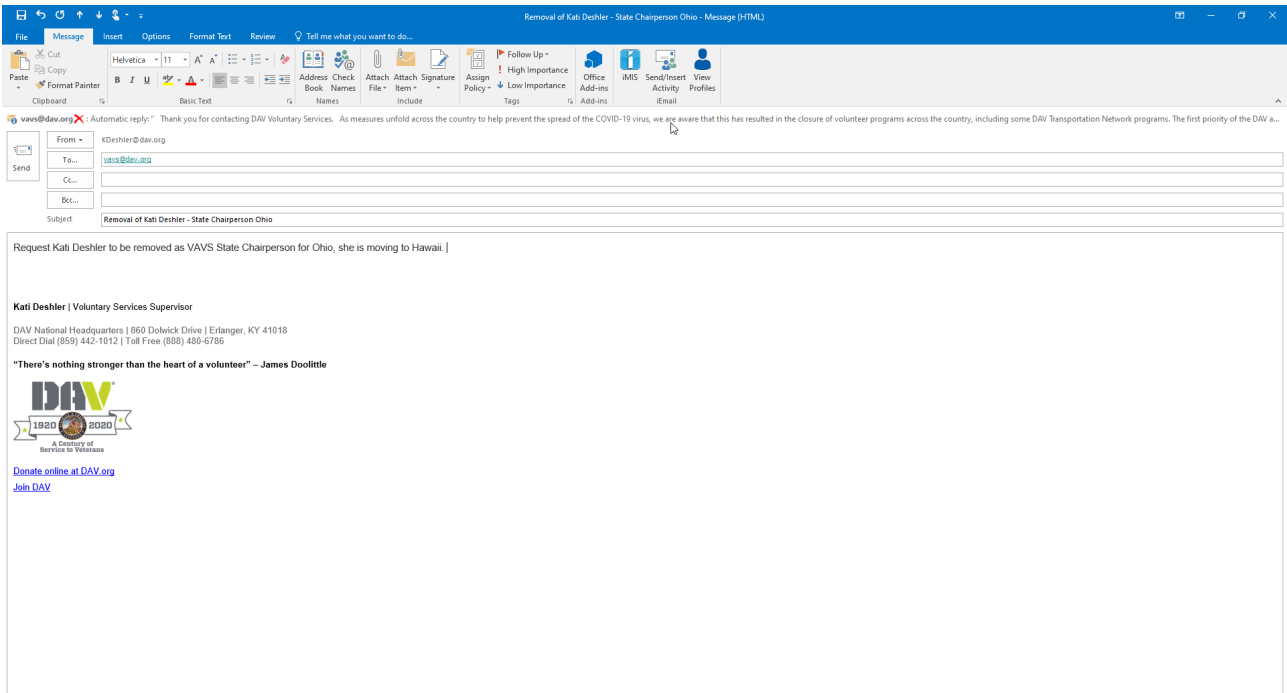 Removal of Kati Deshler - State Chairperson Ohio - Message (HTML)
File Message Insert Options Format Text Review Tell me what you want to do...
Paste
Cut
Copy
Format Painter
Clipboard
Helvetica 11 A A
B I U ab A
Basic Text
Address Book
Check Names
Names
Attach File
Attach Item
Signature
Include
Assign Policy
Follow Up
! High Importance
Low Importance
Tags
Office Add-ins
Add-ins
iMIS
Send/Insert Activity
View Profiles
iEmail
vavs@dav.org : Automatic reply: " Thank you for contacting DAV Voluntary Services. As measures unfold across the country to help prevent the spread of the COVID-19 virus, we are aware that this has resulted in the closure of volunteer programs across the country, including some DAV Transportation Network programs. The first priority of the DAV a...
Send
From KDeshler@dav.org
To... vavs@dav.org
Cc...
Bcc...
Subject Removal of Kati Deshler - State Chairperson Ohio
Request Kati Deshler to be removed as VAVS State Chairperson for Ohio, she is moving to Hawaii.
Kati Deshler | Voluntary Services Supervisor
DAV National Headquarters | 860 Dolwick Drive | Erlanger, KY 41018
Direct Dial (859) 442-1012 | Toll Free (888) 480-6786
“There’s nothing stronger than the heart of a volunteer” – James Doolittle
DAV
1920 2020
A Century of
Service to Veterans
Donate online at DAV.org
Join DAV